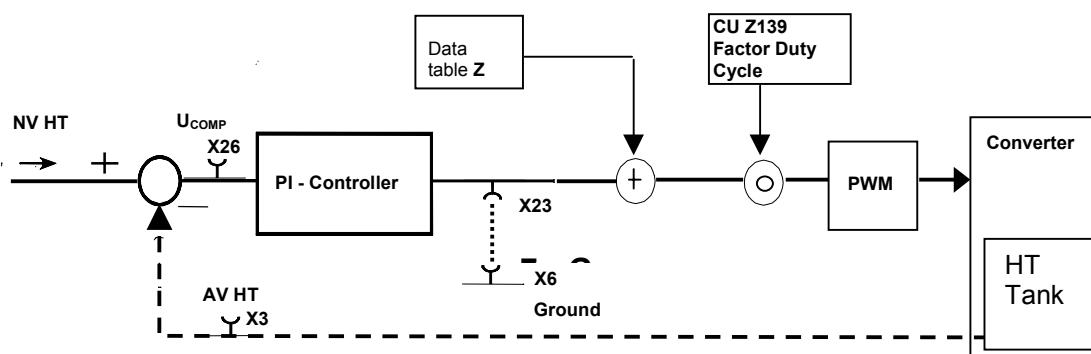 CU Z139
Factor Duty
Cycle
Data
table Z
NV HT
U_COMP
X26
+
PI - Controller
X23
+
PWM
Converter
X6
Ground
AV HT
X3
HT
Tank